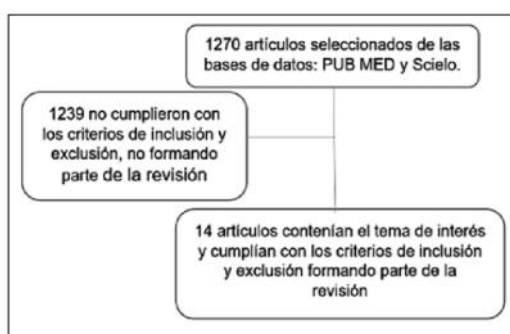 1270 artículos seleccionados de las
bases de datos: PUB MED y Scielo.
1239 no cumplieron con
los criterios de inclusión y
exclusión, no formando
parte de la revisión
14 artículos contenían el tema de interés
y cumplían con los criterios de inclusión
y exclusión formando parte de la
revisión